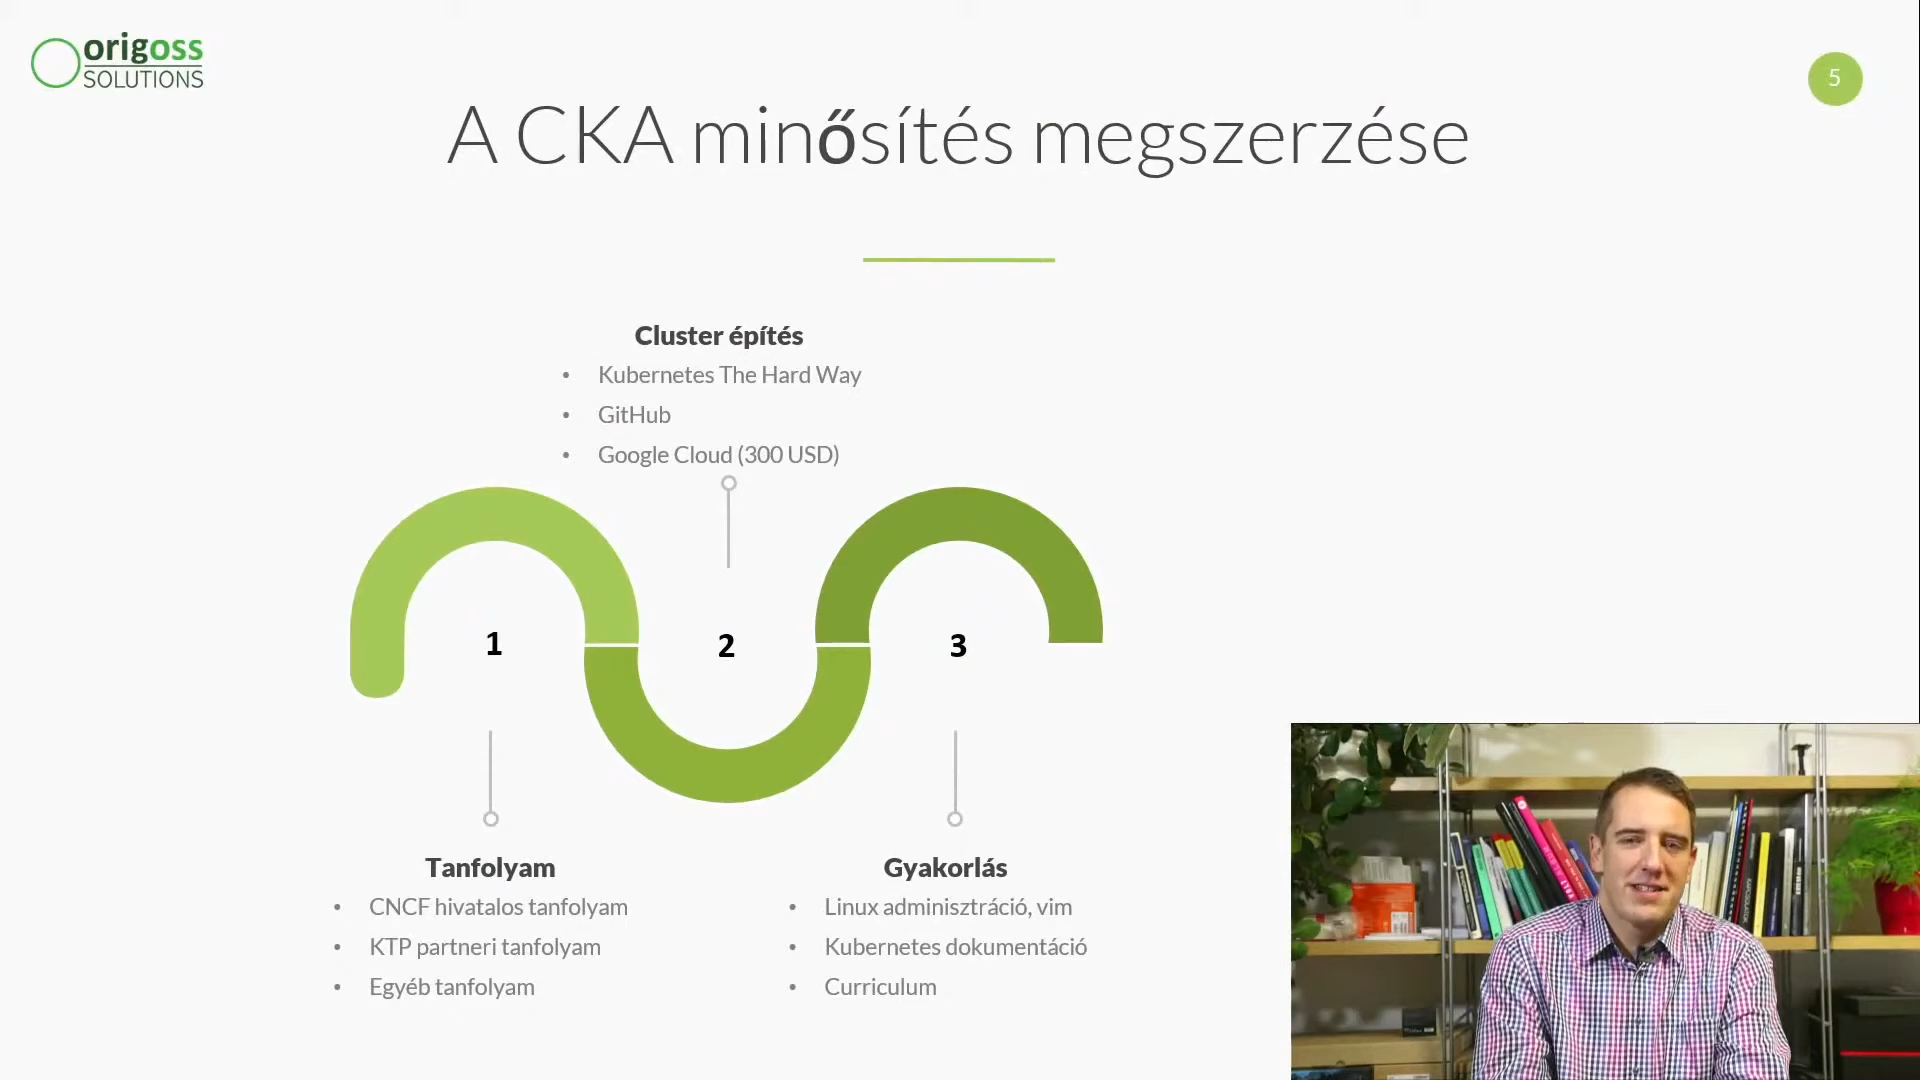 origoss
SOLUTIONS
5
A CKA minősítés megszerzése
Cluster építés
• Kubernetes The Hard Way
• GitHub
• Google Cloud (300 USD)
1
2
3
Tanfolyam
• CNCF hivatalos tanfolyam
• KTP partneri tanfolyam
• Egyéb tanfolyam
Gyakorlás
• Linux adminisztráció, vim
• Kubernetes dokumentáció
• Curriculum